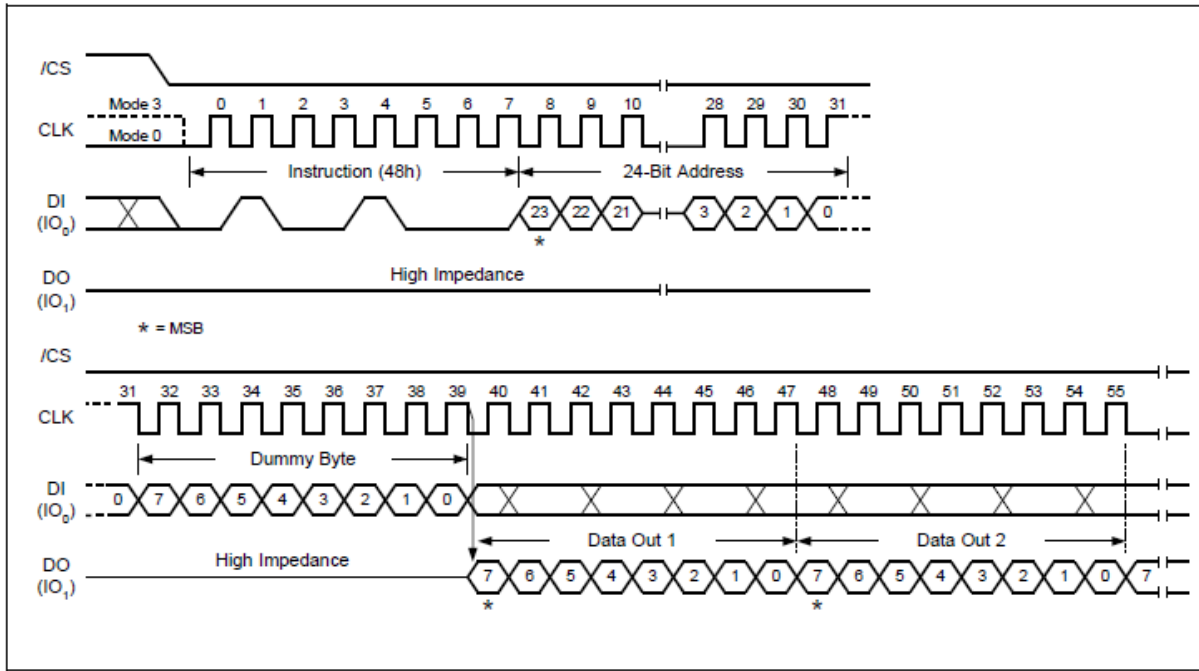 /CS
Mode 3 0 1 2 3 4 5 6 7 8 9 10 28 29 30 31
CLK
Mode 0
Instruction (48h) 24-Bit Address
DI
(IO₀) 23 22 21 3 2 1 0
*
DO High Impedance
(IO₁)
* = MSB
/CS
31 32 33 34 35 36 37 38 39 40 41 42 43 44 45 46 47 48 49 50 51 52 53 54 55
CLK
Dummy Byte
DI
(IO₀) 0 7 6 5 4 3 2 1 0
Data Out 1 Data Out 2
DO High Impedance
(IO₁) 7 6 5 4 3 2 1 0 7 6 5 4 3 2 1 0 7
* *